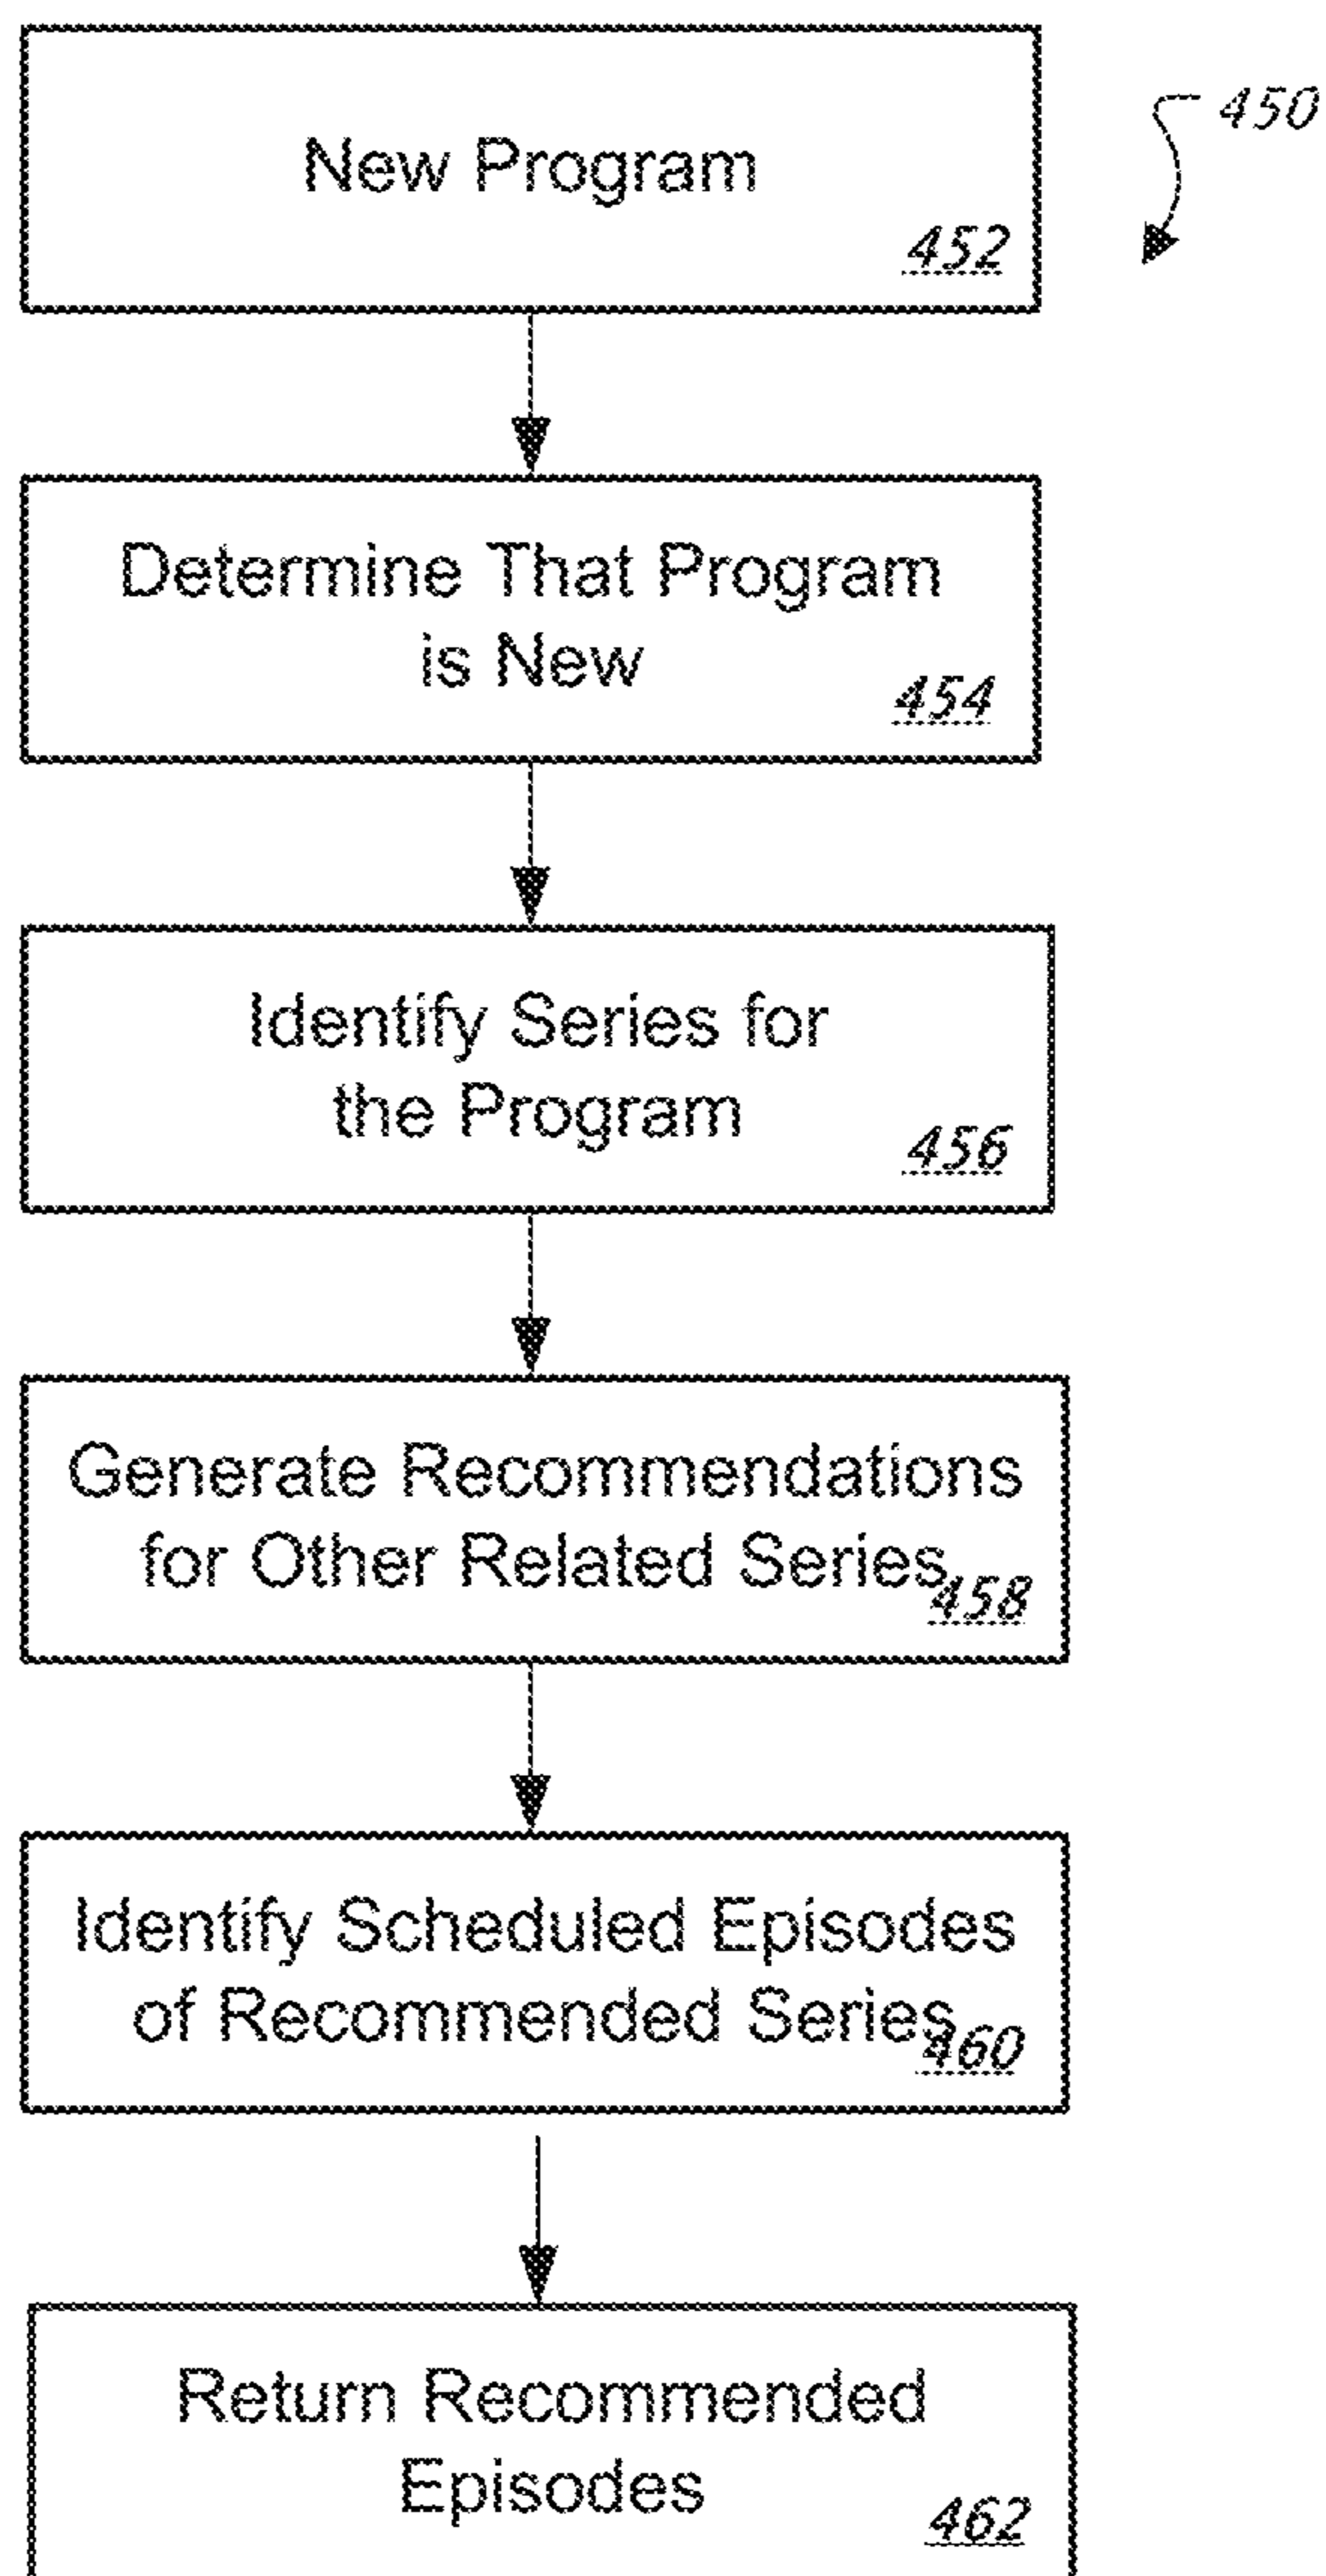 New Program
452
450
Determine That Program
is New
454
Identify Series for
the Program
456
Generate Recommendations
for Other Related Series
458
Identify Scheduled Episodes
of Recommended Series
460
Return Recommended
Episodes
462